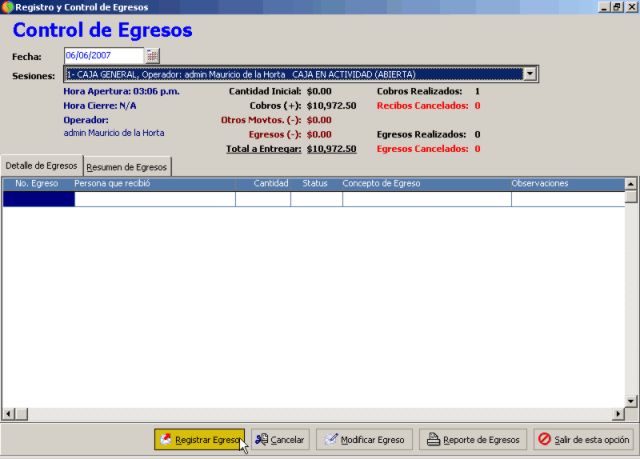 Registro y Control de Egresos
Control de Egresos
Fecha: 06/06/2007
Sesiones: 1- CAJA GENERAL, Operador: admin Mauricio de la Horta CAJA EN ACTIVIDAD (ABIERTA)
Hora Apertura: 03:06 p.m. Cantidad Inicial: $0.00 Cobros Realizados: 1
Hora Cierre: N/A Cobros (+): $10,972.50 Recibos Cancelados: 0
Operador: Otros Movtos. (-): $0.00
admin Mauricio de la Horta Egresos (-): $0.00 Egresos Realizados: 0
Total a Entregar: $10,972.50 Egresos Cancelados: 0
Detalle de Egresos Resumen de Egresos
No. Egreso Persona que recibió Cantidad Status Concepto de Egreso Observaciones
Registrar Egreso Cancelar Modificar Egreso Reporte de Egresos Salir de esta opción